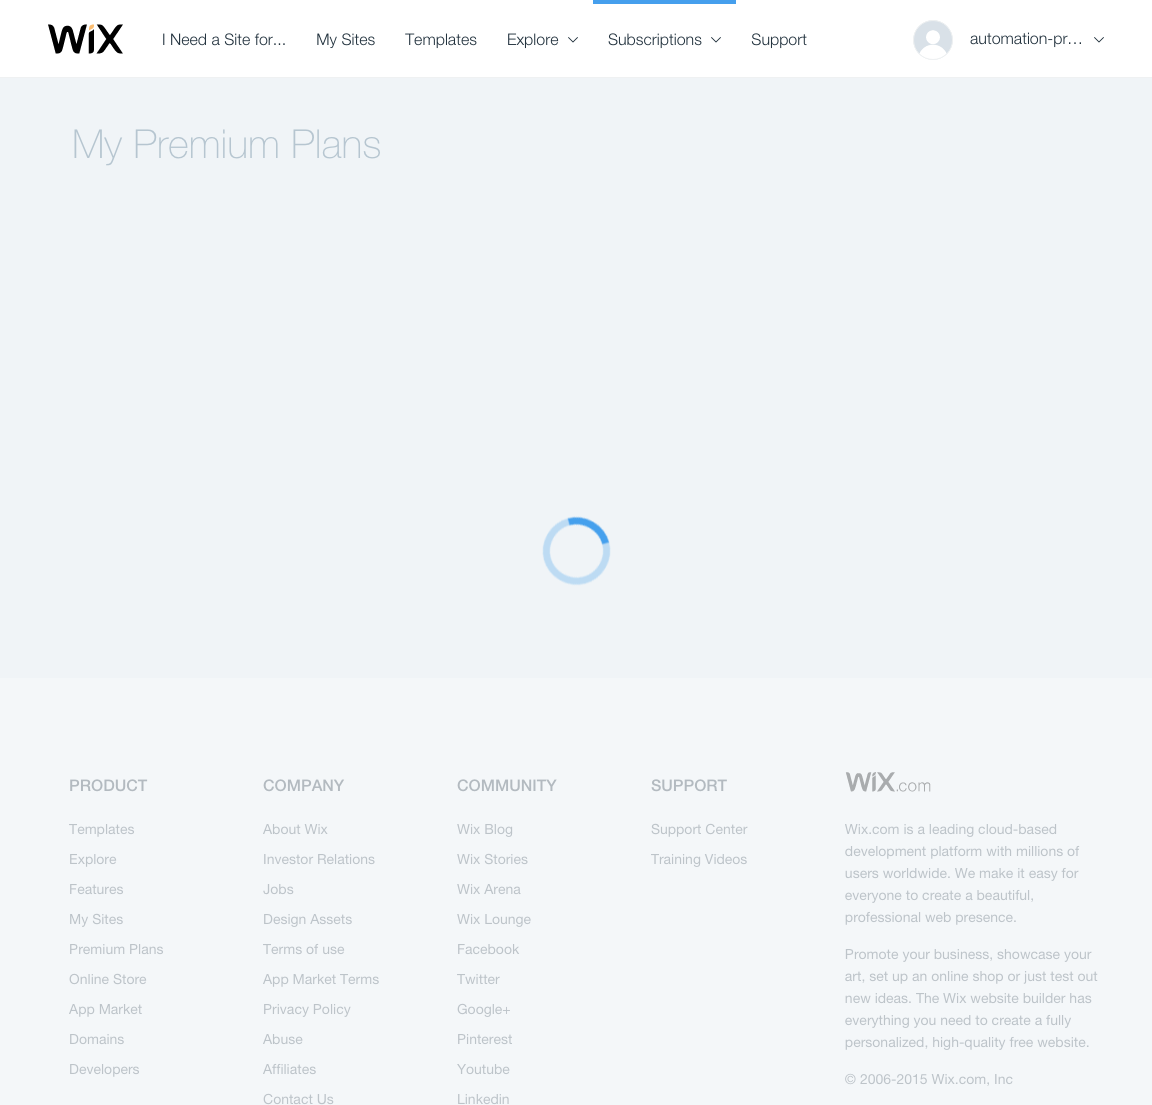 WiX
I Need a Site for...
My Sites
Templates
Explore
Subscriptions
Support
automation-pr...
My Premium Plans
PRODUCT
Templates
Explore
Features
My Sites
Premium Plans
Online Store
App Market
Domains
Developers
COMPANY
About Wix
Investor Relations
Jobs
Design Assets
Terms of use
App Market Terms
Privacy Policy
Abuse
Affiliates
Contact Us
COMMUNITY
Wix Blog
Wix Stories
Wix Arena
Wix Lounge
Facebook
Twitter
Google+
Pinterest
Youtube
Linkedin
SUPPORT
Support Center
Training Videos
WiX.com
Wix.com is a leading cloud-based
development platform with millions of
users worldwide. We make it easy for
everyone to create a beautiful,
professional web presence.
Promote your business, showcase your
art, set up an online shop or just test out
new ideas. The Wix website builder has
everything you need to create a fully
personalized, high-quality free website.
© 2006-2015 Wix.com, Inc